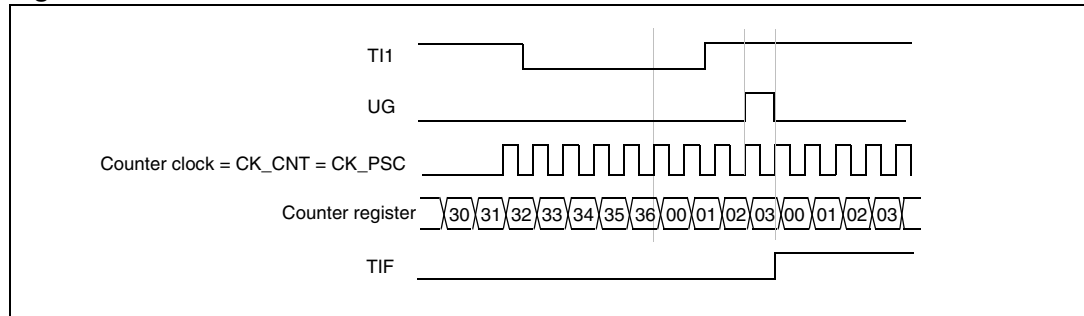 TI1
UG
Counter clock = CK_CNT = CK_PSC
Counter register 30 31 32 33 34 35 36 00 01 02 03 00 01 02 03
TIF